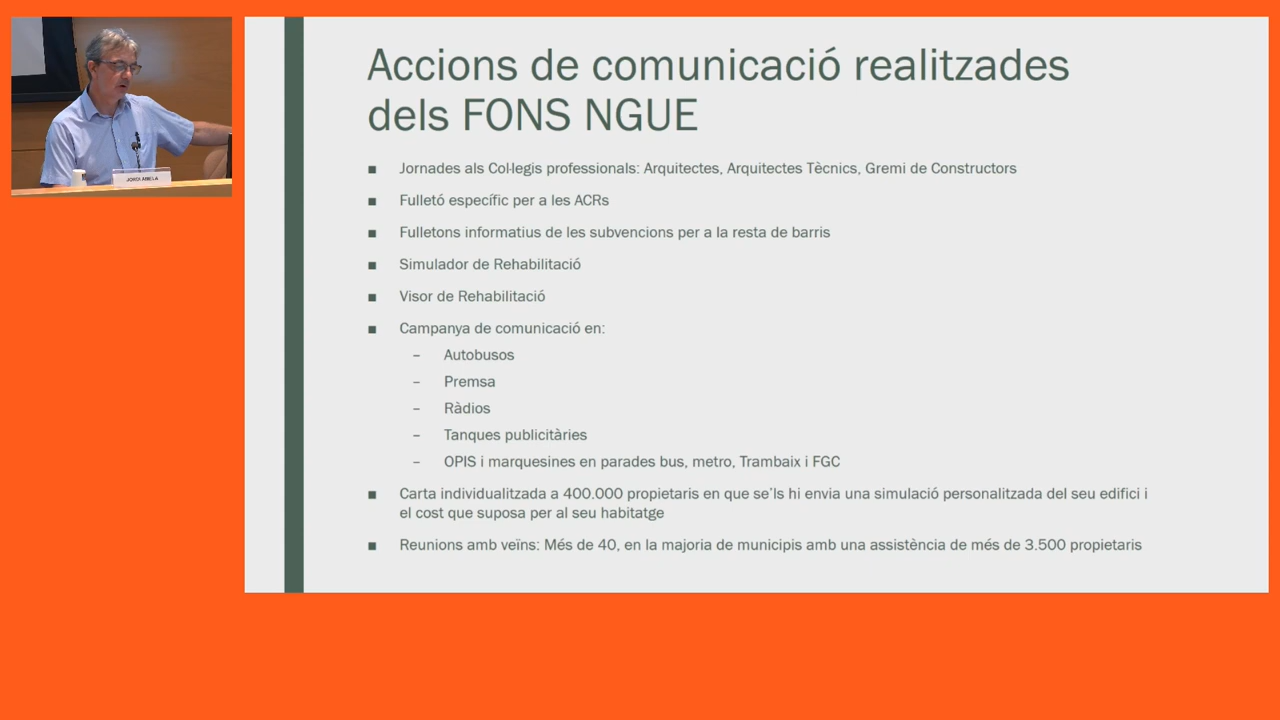 Accions de comunicació realitzades
dels FONS NGUE
■ Jornades als Col·legis professionals: Arquitectes, Arquitectes Tècnics, Gremi de Constructors
■ Fulletó específic per a les ACRs
■ Fulletons informatius de les subvencions per a la resta de barris
■ Simulador de Rehabilitació
■ Visor de Rehabilitació
■ Campanya de comunicació en:
– Autobusos
– Premsa
– Ràdios
– Tanques publicitàries
– OPIS i marquesines en parades bus, metro, Trambaix i FGC
■ Carta individualitzada a 400.000 propietaris en que se'ls hi envia una simulació personalitzada del seu edifici i
el cost que suposa per al seu habitatge
■ Reunions amb veïns: Més de 40, en la majoria de municipis amb una assistència de més de 3.500 propietaris
JORDI ABELA